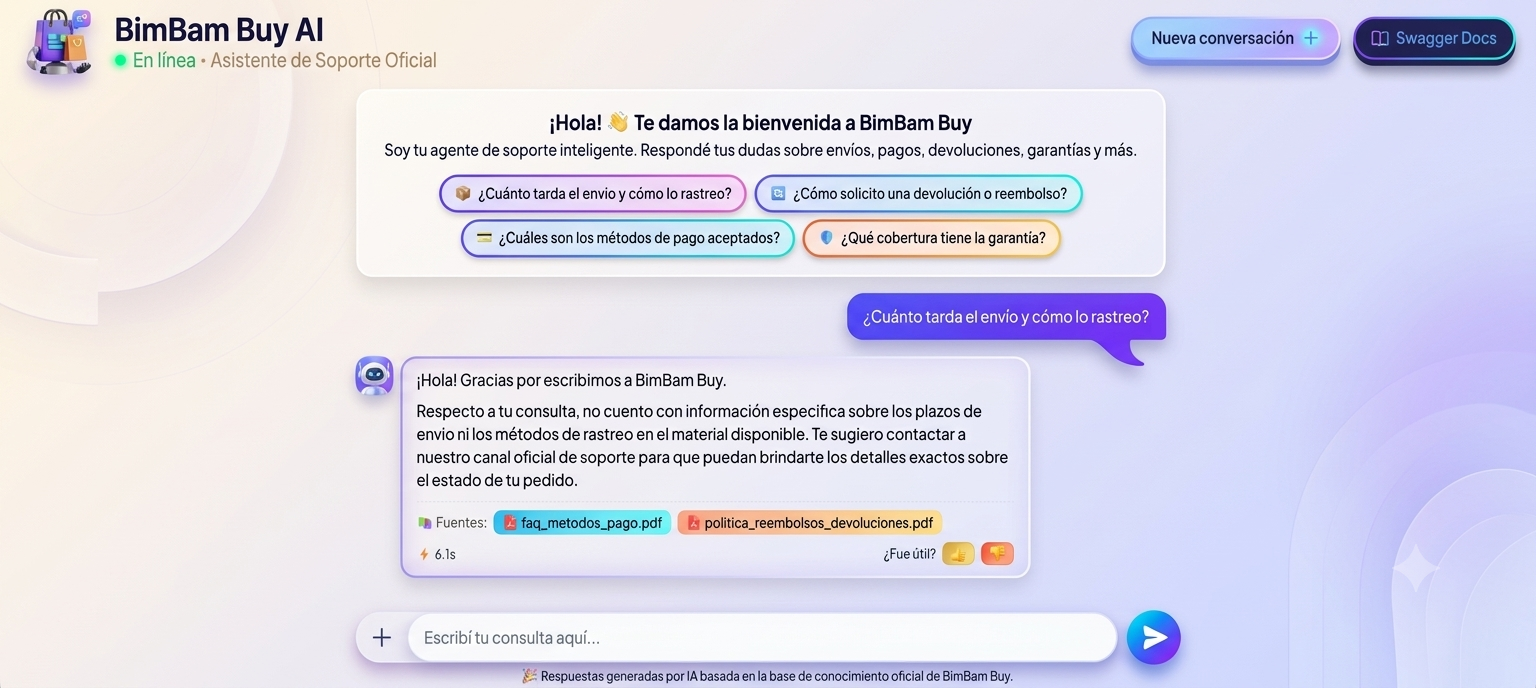 BimBam Buy AI
En línea • Asistente de Soporte Oficial
Nueva conversación +
Swagger Docs
¡Hola! 👋 Te damos la bienvenida a BimBam Buy
Soy tu agente de soporte inteligente. Respondé tus dudas sobre envíos, pagos, devoluciones, garantías y más.
¿Cuánto tarda el envio y cómo lo rastreo?
¿Cómo solicito una devolución o reembolso?
¿Cuáles son los métodos de pago aceptados?
¿Qué cobertura tiene la garantía?
¿Cuánto tarda el envío y cómo lo rastreo?
¡Hola! Gracias por escribimos a BimBam Buy.
Respecto a tu consulta, no cuento con información especifica sobre los plazos de
envio ni los métodos de rastreo en el material disponible. Te sugiero contactar a
nuestro canal oficial de soporte para que puedan brindarte los detalles exactos sobre
el estado de tu pedido.
Fuentes: faq_metodos_pago.pdf politica_reembolsos_devoluciones.pdf
6.1s
¿Fue útil?
Escribí tu consulta aquí...
Respuestas generadas por IA basada en la base de conocimiento oficial de BimBam Buy.